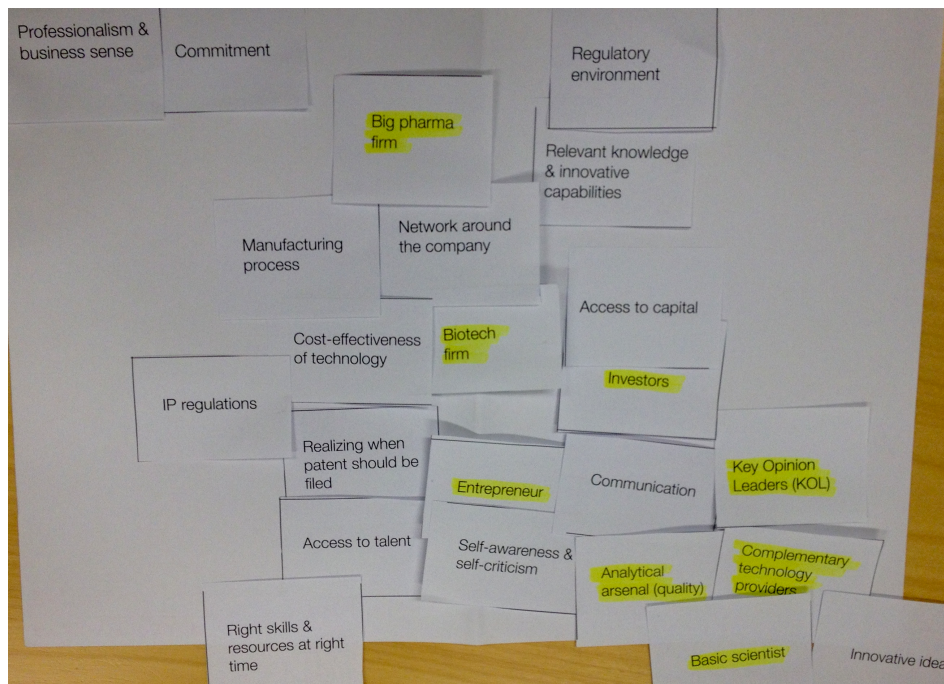 Professionalism &
business sense
Commitment
Regulatory
environment
Big pharma
firm
Relevant knowledge
& innovative
capabilities
Network around
the company
Manufacturing
process
Access to capital
Cost-effectiveness
of technology
Biotech
firm
Investors
IP regulations
Realizing when
patent should be
filed
Entrepreneur
Communication
Key Opinion
Leaders (KOL)
Access to talent
Self-awareness &
self-criticism
Analytical
arsenal (quality)
Complementary
technology
providers
Right skills &
resources at right
time
Basic scientist
Innovative idea